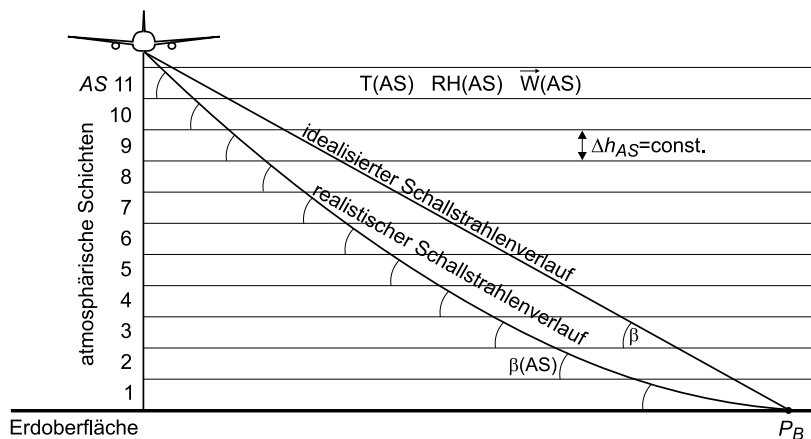 AS 11
T(AS) RH(AS) W(AS)
10
9
Δh_AS=const.
8
7
6
5
4
3
2
1
atmosphärische Schichten
idealisierter Schallstrahlenverlauf
realistischer Schallstrahlenverlauf
β
β(AS)
Erdoberfläche
P_B